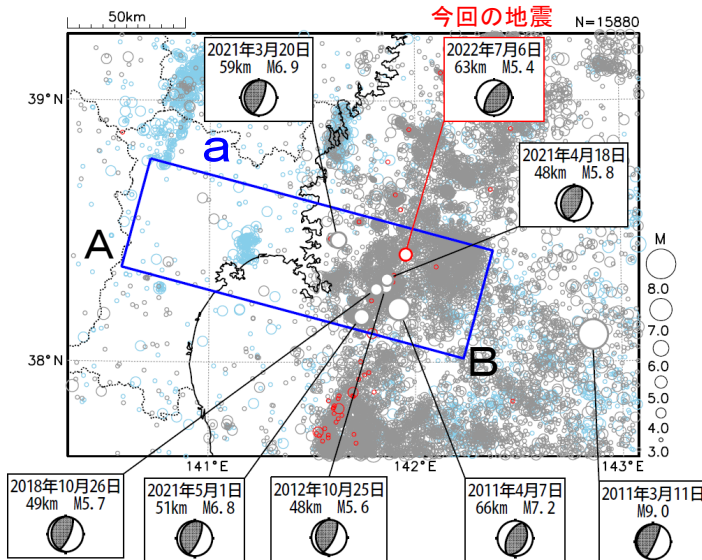 50km
今回の地震
N=15880
2021年3月20日
59km M6.9
2022年7月6日
63km M5.4
39°N
a
2021年4月18日
48km M5.8
A
M
8.0
7.0
6.0
5.0
4.0
3.0
38°N
B
141°E
142°E
143°E
2018年10月26日
49km M5.7
2021年5月1日
51km M6.8
2012年10月25日
48km M5.6
2011年4月7日
66km M7.2
2011年3月11日
M9.0